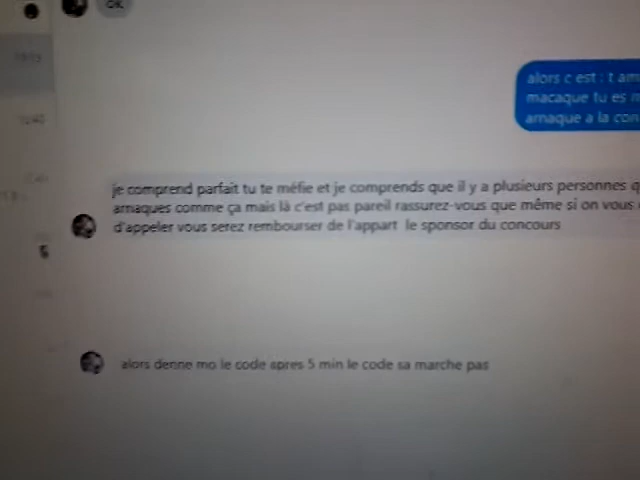 OK
alors c est : t am
macaque tu es m
arnaque a la con
je comprend parfait tu te méfie et je comprends que il y a plusieurs personnes q
arnaques comme ça mais là c'est pas pareil rassurez-vous que même si on vous
d'appeler vous serez rembourser de l'appart le sponsor du concours
alors denne mo le code apres 5 min le code sa marche pas